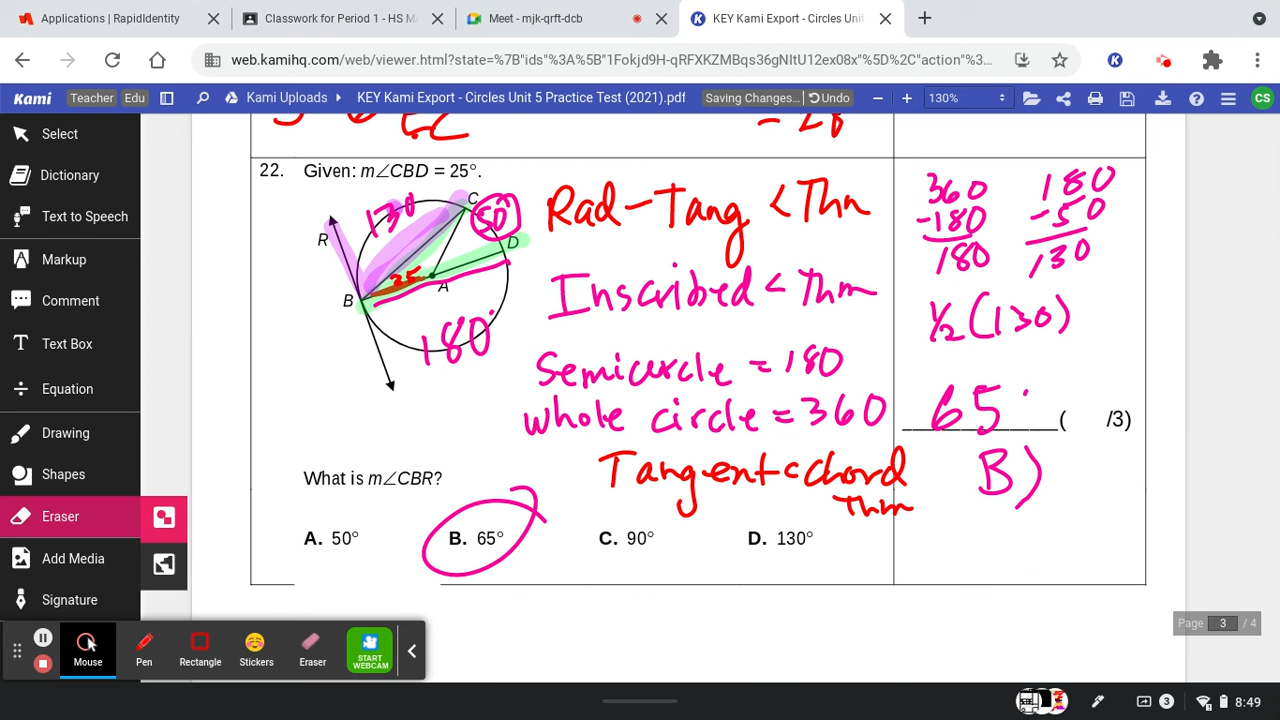 Applications | RapidIdentity
Classwork for Period 1 - HS M
Meet - mjk-qrft-dcb
KEY Kami Export - Circles Unit
web.kamihq.com/web/viewer.html?state=%7B"ids"%3A%5B"1Fokjd9H-qRFXKZMBqs36gNItU12ex08x"%5D%2C"action"%3...
Kami
Teacher
Edu
Kami Uploads
KEY Kami Export - Circles Unit 5 Practice Test (2021).pdf
Saving Changes...
Undo
130%
CS
Select
Dictionary
Text to Speech
Markup
Comment
Text Box
Equation
Drawing
Shapes
Eraser
Add Media
Signature
= 28
22. Given: m∠CBD = 25°.
130
C
50
R
D
25
A
B
180°
Rad-Tang < Thm
Inscribed < Thm
Semicircle = 180
whole circle = 360
Tangent-chord
Thm
360
-180
180
180
-50
130
1/2 (130)
65°
( /3)
B)
What is m∠CBR?
A. 50°
B. 65°
C. 90°
D. 130°
Page 3 / 4
Mouse
Pen
Rectangle
Stickers
Eraser
START
WEBCAM
3
8:49